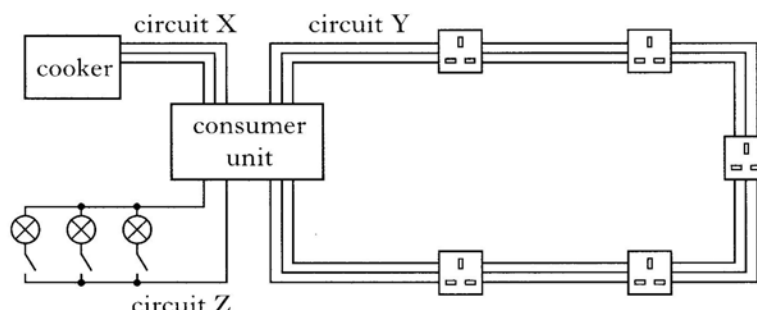 circuit X
circuit Y
cooker
consumer
unit
circuit Z